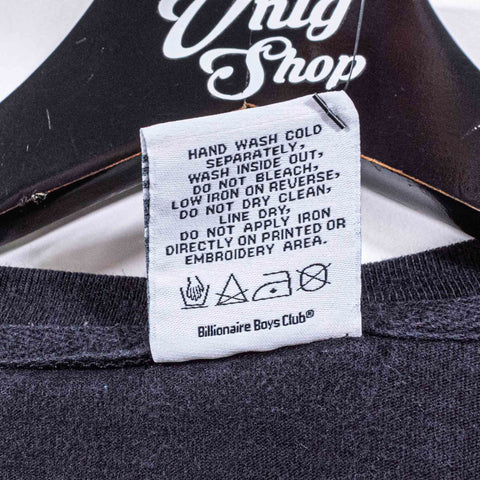 Only
Shop
HAND WASH COLD
SEPARATELY,
WASH INSIDE OUT,
DO NOT BLEACH,
LOW IRON ON REVERSE,
DO NOT DRY CLEAN,
LINE DRY,
DO NOT APPLY IRON
DIRECTLY ON PRINTED OR
EMBROIDERY AREA.
Billionaire Boys Club®